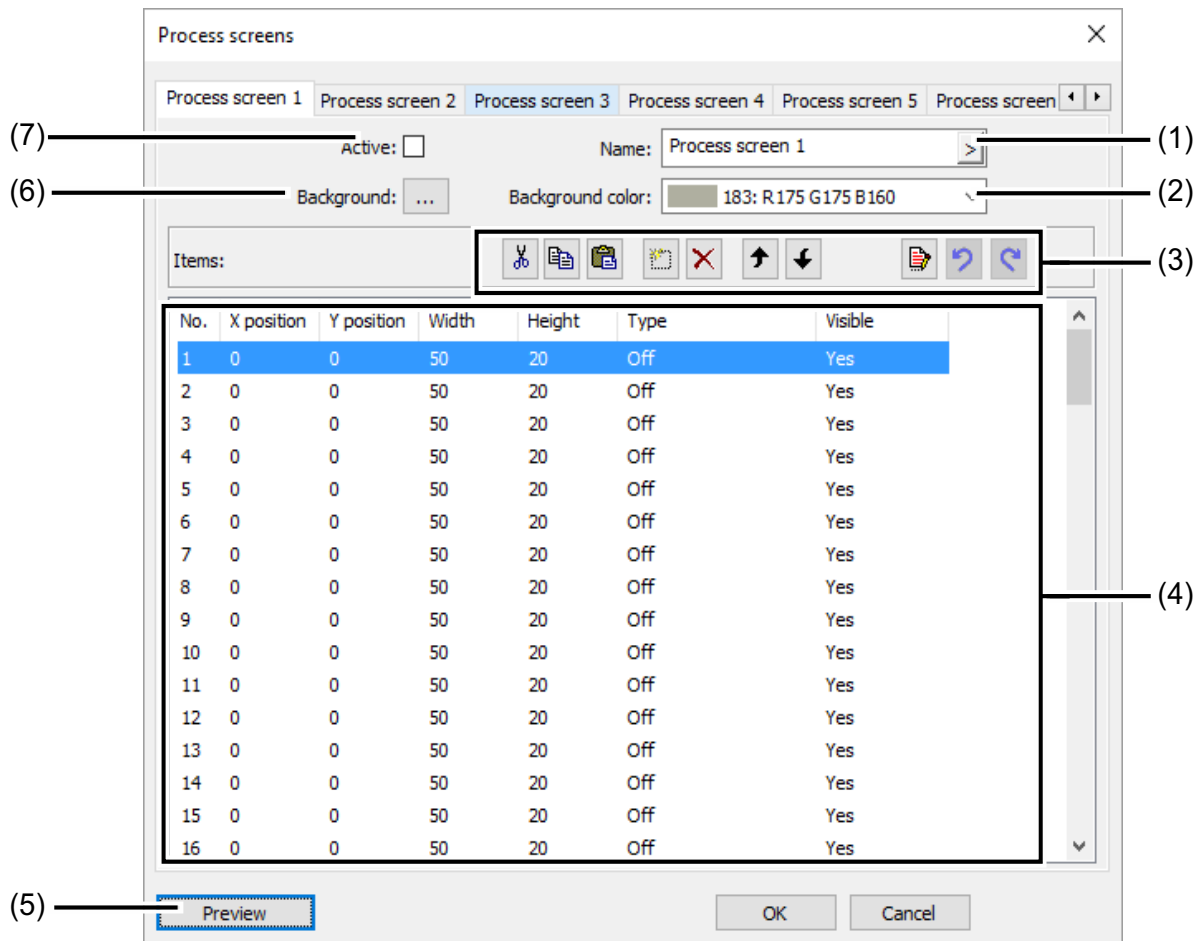 Process screens
Process screen 1 Process screen 2 Process screen 3 Process screen 4 Process screen 5 Process screen
(7) Active: Name: Process screen 1 > (1)
(6) Background: ... Background color: 183: R175 G175 B160 (2)
Items: (3)
No. X position Y position Width Height Type Visible
1 0 0 50 20 Off Yes
2 0 0 50 20 Off Yes
3 0 0 50 20 Off Yes
4 0 0 50 20 Off Yes
5 0 0 50 20 Off Yes
6 0 0 50 20 Off Yes
7 0 0 50 20 Off Yes
8 0 0 50 20 Off Yes (4)
9 0 0 50 20 Off Yes
10 0 0 50 20 Off Yes
11 0 0 50 20 Off Yes
12 0 0 50 20 Off Yes
13 0 0 50 20 Off Yes
14 0 0 50 20 Off Yes
15 0 0 50 20 Off Yes
16 0 0 50 20 Off Yes
(5) Preview OK Cancel